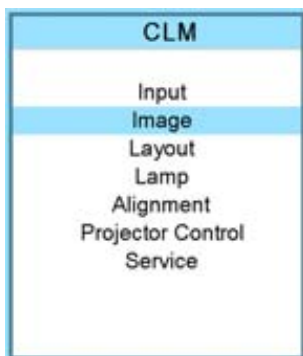 CLM
Input
Image
Layout
Lamp
Alignment
Projector Control
Service